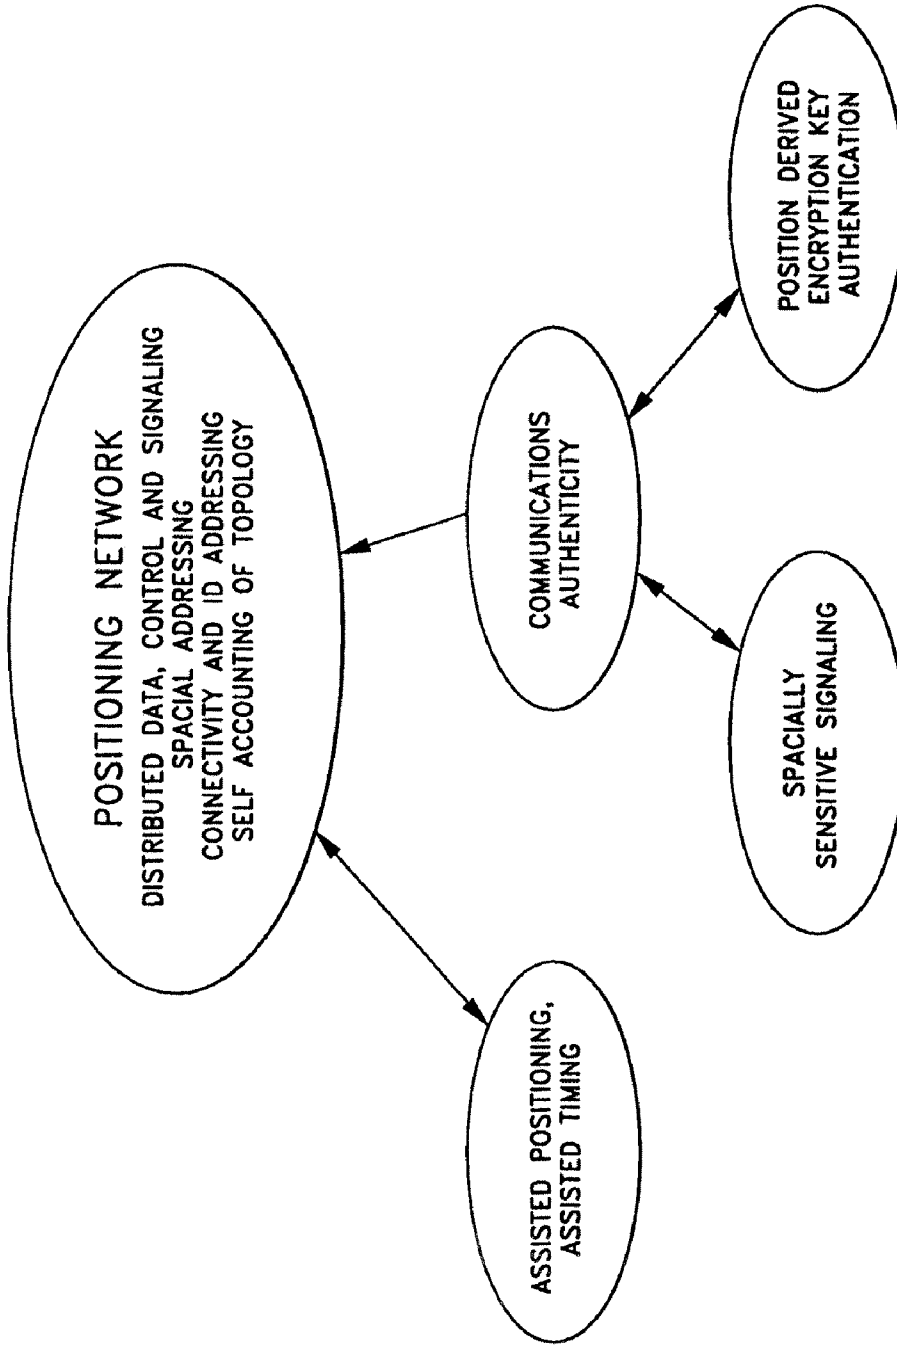 POSITIONING NETWORK
DISTRIBUTED DATA, CONTROL AND SIGNALING
SPACIAL ADDRESSING
CONNECTIVITY AND ID ADDRESSING
SELF ACCOUNTING OF TOPOLOGY
ASSISTED POSITIONING,
ASSISTED TIMING
COMMUNICATIONS
AUTHENTICITY
SPACIALLY
SENSITIVE SIGNALING
POSITION DERIVED
ENCRYPTION KEY
AUTHENTICATION